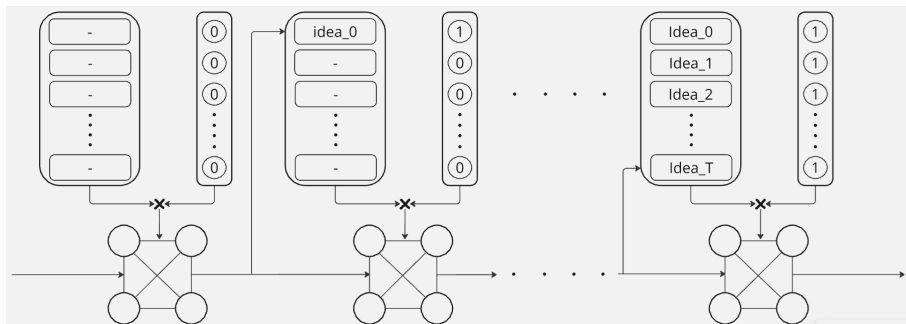 - 0 idea_0 1 Idea_0 1
- 0 - 0 Idea_1 1
- 0 - 0 Idea_2 1
- 0 - 0 Idea_T 1